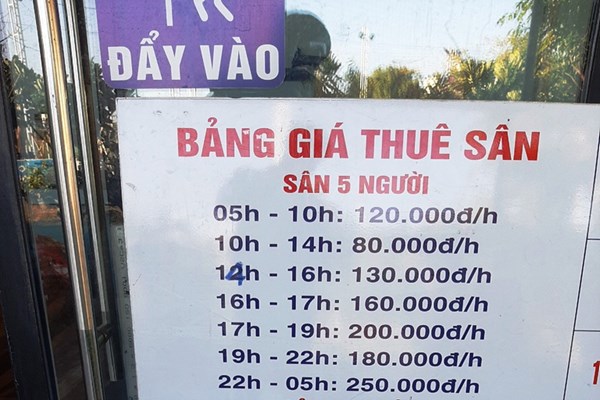 ĐẨY VÀO
BẢNG GIÁ THUÊ SÂN
SÂN 5 NGƯỜI
05h - 10h: 120.000đ/h
10h - 14h: 80.000đ/h
14h - 16h: 130.000đ/h
16h - 17h: 160.000đ/h
17h - 19h: 200.000đ/h
19h - 22h: 180.000đ/h
22h - 05h: 250.000đ/h